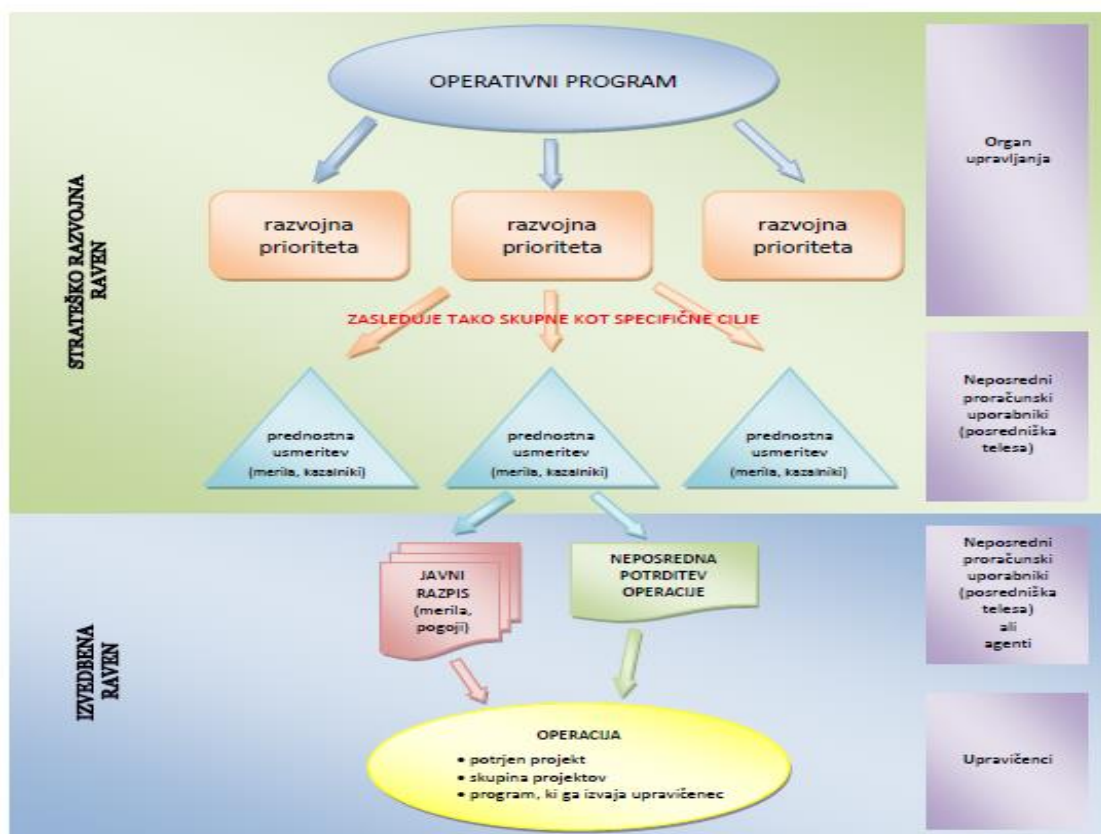 OPERATIVNI PROGRAM
Organ
upravljanja
STRATEŠKO RAZVOJNA
RAVEN
razvojna
prioriteta
razvojna
prioriteta
razvojna
prioriteta
ZASLEDUJE TAKO SKUPNE KOT SPECIFIČNE CILJE
prednostna
usmeritev
(merila, kazalniki)
prednostna
usmeritev
(merila, kazalniki)
prednostna
usmeritev
(merila, kazalniki)
Neposredni
proračunski
uporabniki
(posredniška
telesa)
IZVEDBENA
RAVEN
JAVNI
RAZPIS
(merila,
pogoji)
NEPOSREDNA
POTRDITEV
OPERACIJE
Neposredni
proračunski
uporabniki
(posredniška
telesa)
ali
agenti
OPERACIJA
• potrjen projekt
• skupina projektov
• program, ki ga izvaja upravičenec
Upravičenci